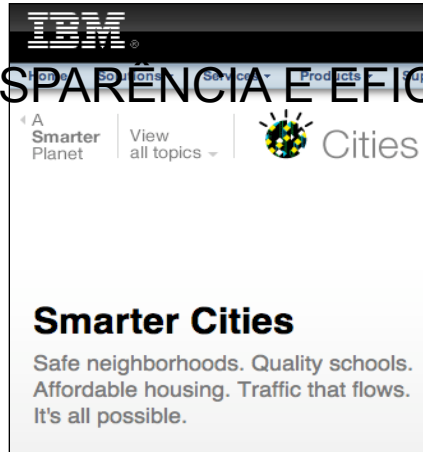 IBM®
Home Solutions Services Products Sup
SPARÊNCIA E EFIC
A
Smarter
Planet
View
all topics
Cities
Smarter Cities
Safe neighborhoods. Quality schools.
Affordable housing. Traffic that flows.
It's all possible.